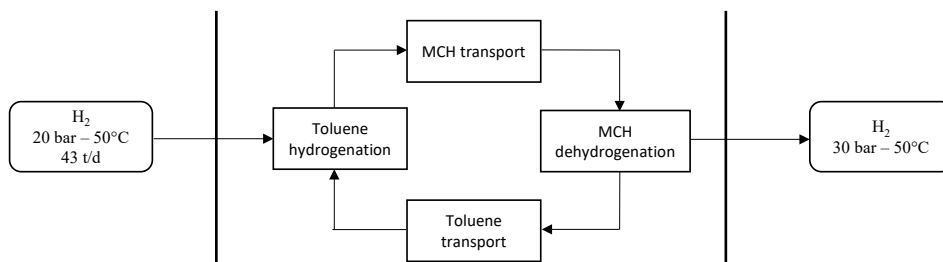 H₂
20 bar – 50°C
43 t/d
Toluene
hydrogenation
MCH transport
MCH
dehydrogenation
Toluene
transport
H₂
30 bar – 50°C